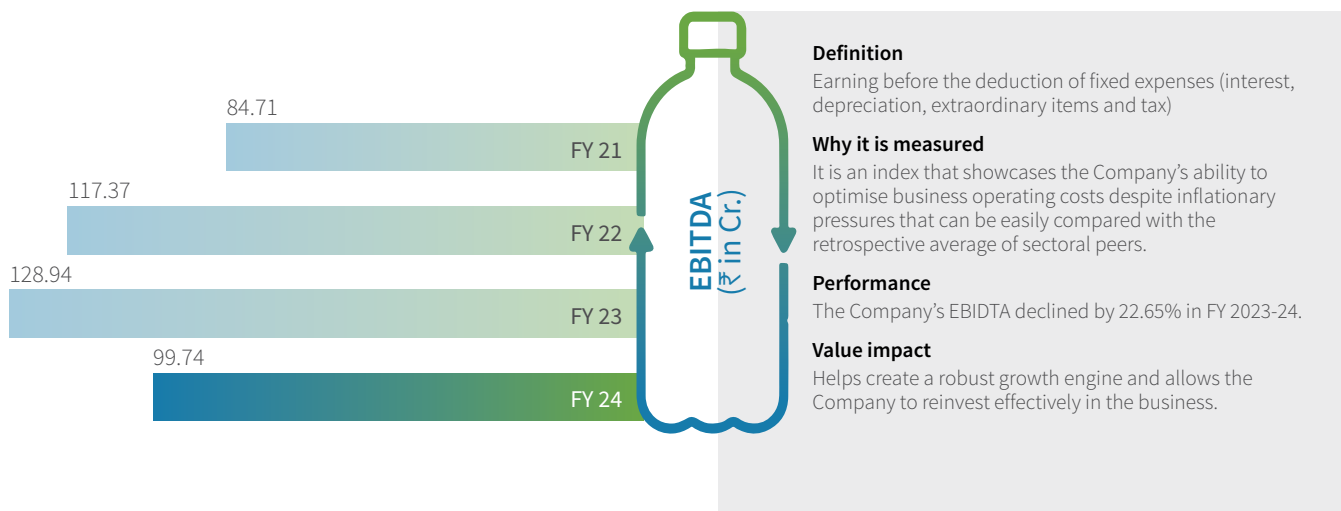 84.71
FY 21
117.37
FY 22
128.94
FY 23
99.74
FY 24
EBITDA
(₹ in Cr.)
Definition
Earning before the deduction of fixed expenses (interest,
depreciation, extraordinary items and tax)
Why it is measured
It is an index that showcases the Company’s ability to
optimise business operating costs despite inflationary
pressures that can be easily compared with the
retrospective average of sectoral peers.
Performance
The Company’s EBIDTA declined by 22.65% in FY 2023-24.
Value impact
Helps create a robust growth engine and allows the
Company to reinvest effectively in the business.